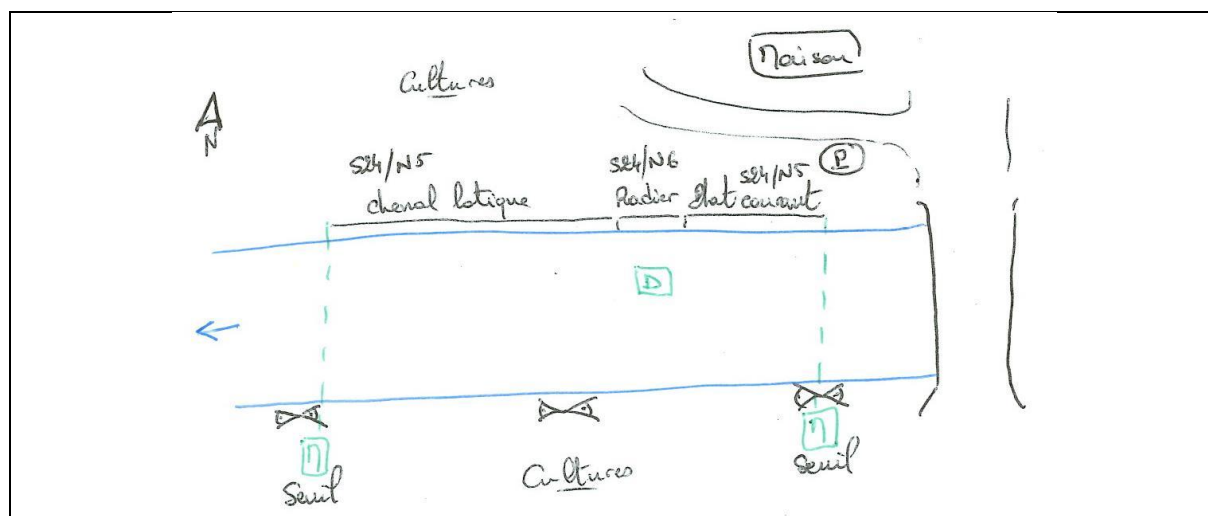 Maison
Cultures
N
P
S24/N5
S24/N6
S24/N5
chenal lotique
Radier
Plat courant
D
M
M
Seuil
Seuil
Cultures